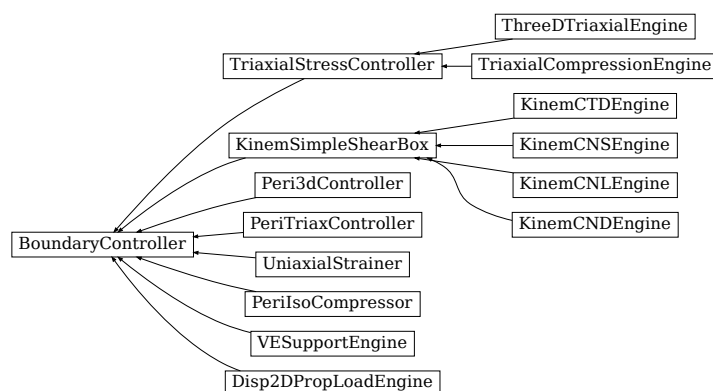 ThreeDTriaxialEngine
TriaxialStressController
TriaxialCompressionEngine
KinemCTDEngine
KinemSimpleShearBox
KinemCNSEngine
Peri3dController
KinemCNLEngine
PeriTriaxController
KinemCNDEngine
BoundaryController
UniaxialStrainer
PeriIsoCompressor
VESupportEngine
Disp2DPropLoadEngine